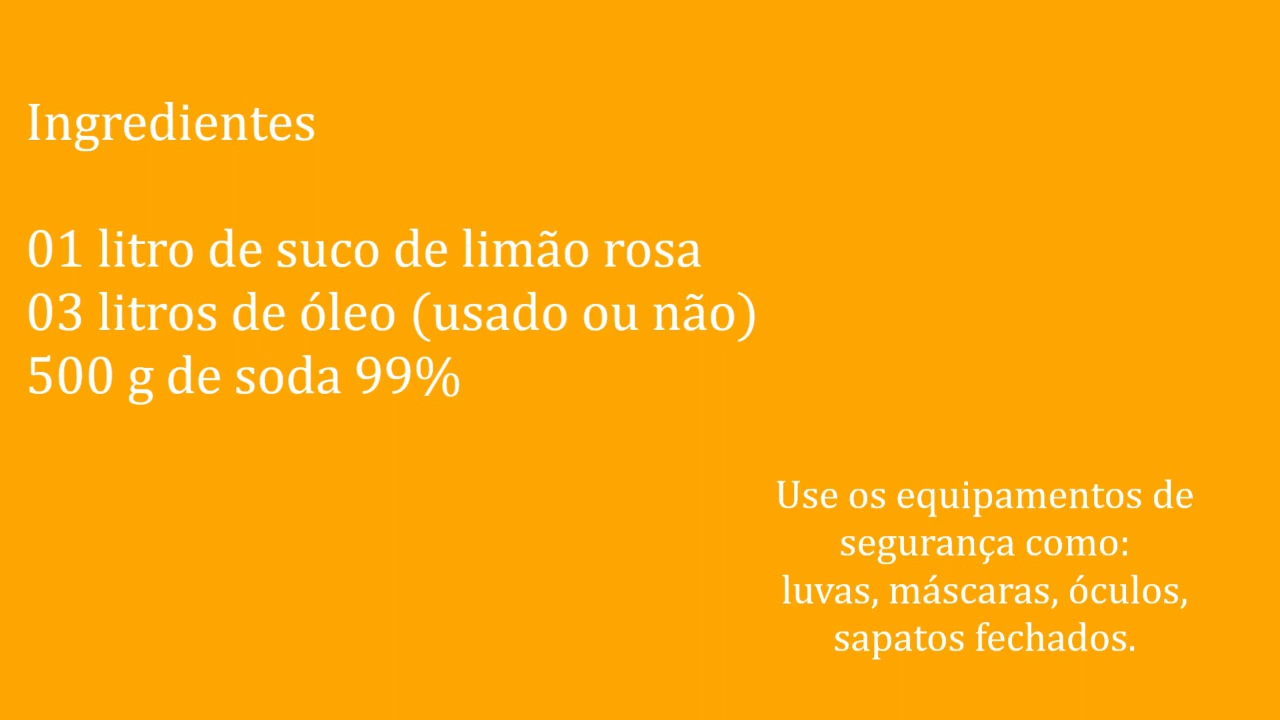 Ingredientes
01 litro de suco de limão rosa
03 litros de óleo (usado ou não)
500 g de soda 99%
Use os equipamentos de
segurança como:
luvas, máscaras, óculos,
sapatos fechados.